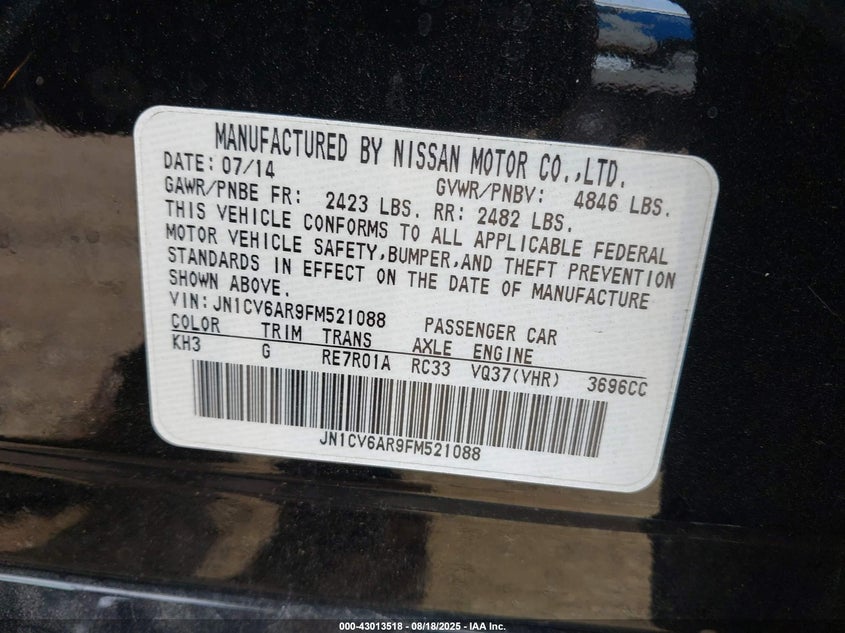 MANUFACTURED BY NISSAN MOTOR CO.,LTD.
DATE: 07/14 GVWR/PNBV: 4846 LBS.
GAWR/PNBE FR: 2423 LBS. RR: 2482 LBS.
THIS VEHICLE CONFORMS TO ALL APPLICABLE FEDERAL
MOTOR VEHICLE SAFETY,BUMPER,AND THEFT PREVENTION
STANDARDS IN EFFECT ON THE DATE OF MANUFACTURE
SHOWN ABOVE.
VIN:JN1CV6AR9FM521088 PASSENGER CAR
COLOR TRIM TRANS AXLE ENGINE
KH3 G RE7R01A RC33 VQ37(VHR) 3696CC
JN1CV6AR9FM521088
000-43013518 - 08/18/2025 - IAA Inc.